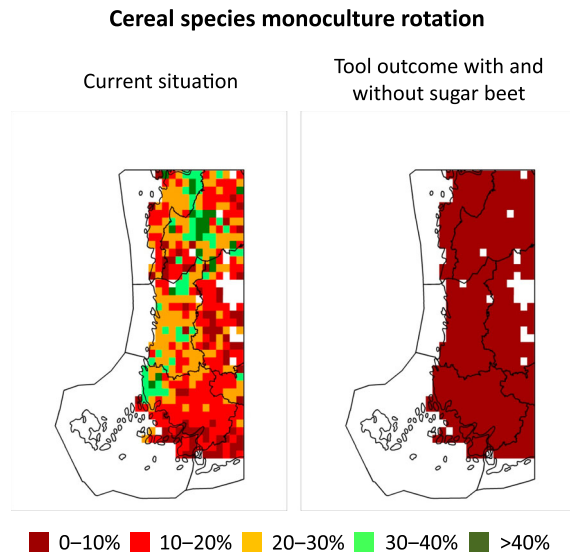 Cereal species monoculture rotation
Current situation
Tool outcome with and
without sugar beet
0–10% 10–20% 20–30% 30–40% >40%